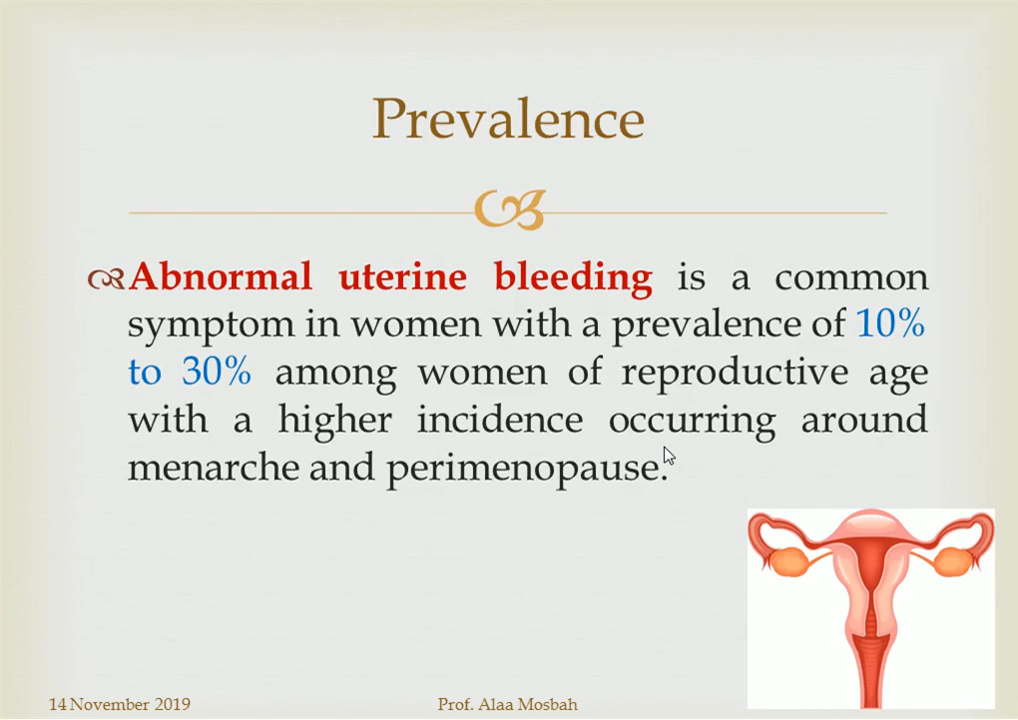 Prevalence
Abnormal uterine bleeding is a common
symptom in women with a prevalence of 10%
to 30% among women of reproductive age
with a higher incidence occurring around
menarche and perimenopause.
14 November 2019
Prof. Alaa Mosbah